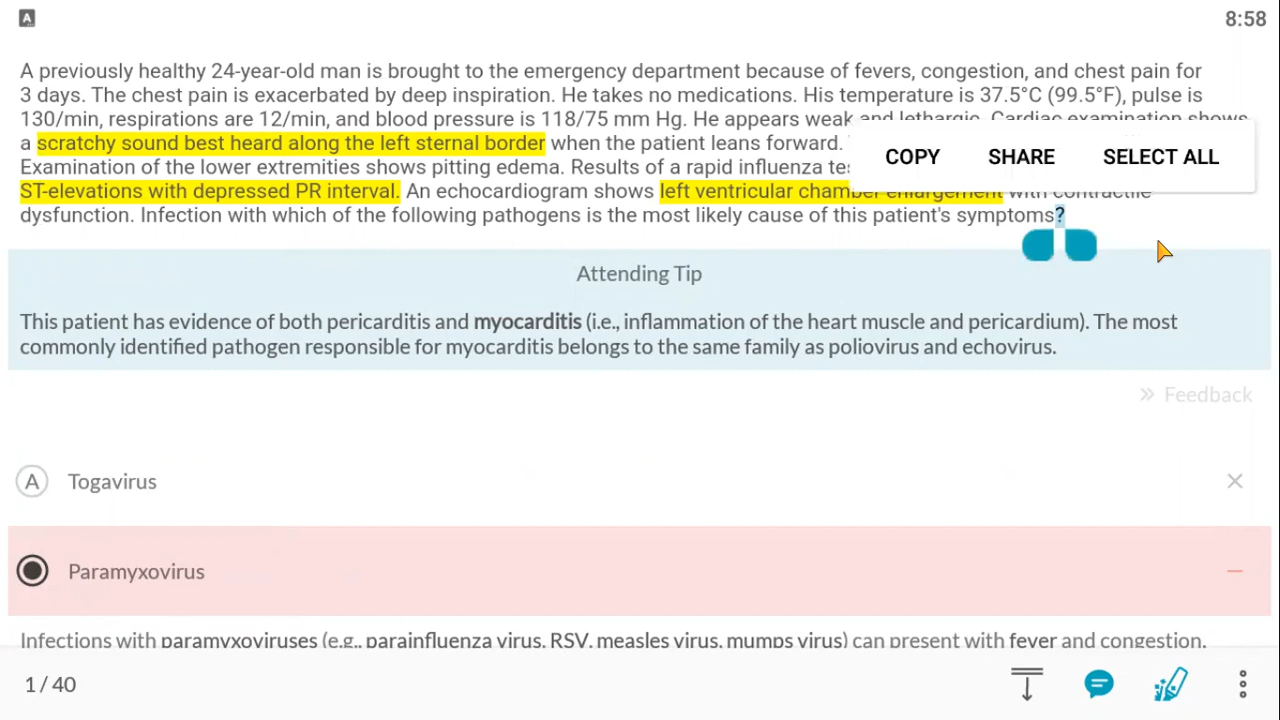 A
8:58
A previously healthy 24-year-old man is brought to the emergency department because of fevers, congestion, and chest pain for
3 days. The chest pain is exacerbated by deep inspiration. He takes no medications. His temperature is 37.5°C (99.5°F), pulse is
130/min, respirations are 12/min, and blood pressure is 118/75 mm Hg. He appears weak and lethargic. Cardiac examination shows
a scratchy sound best heard along the left sternal border when the patient leans forward.
COPY SHARE SELECT ALL
Examination of the lower extremities shows pitting edema. Results of a rapid influenza
ST-elevations with depressed PR interval. An echocardiogram shows left ventricular chamber enlargement with contractile
dysfunction. Infection with which of the following pathogens is the most likely cause of this patient's symptoms?
Attending Tip
This patient has evidence of both pericarditis and myocarditis (i.e., inflammation of the heart muscle and pericardium). The most
commonly identified pathogen responsible for myocarditis belongs to the same family as poliovirus and echovirus.
» Feedback
A Togavirus
Paramyxovirus
Infections with paramyxoviruses (e.g., parainfluenza virus, RSV, measles virus, mumps virus) can present with fever and congestion,
1 / 40